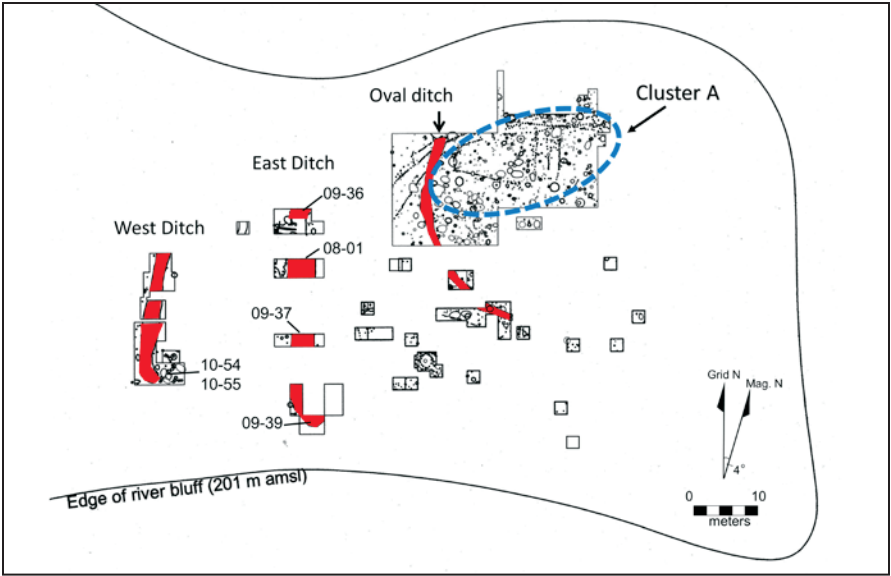 Oval ditch
Cluster A
East Ditch
09-36
West Ditch
08-01
09-37
10-54
10-55
09-39
Grid N
Mag. N
4°
Edge of river bluff (201 m amsl)
0 10
meters